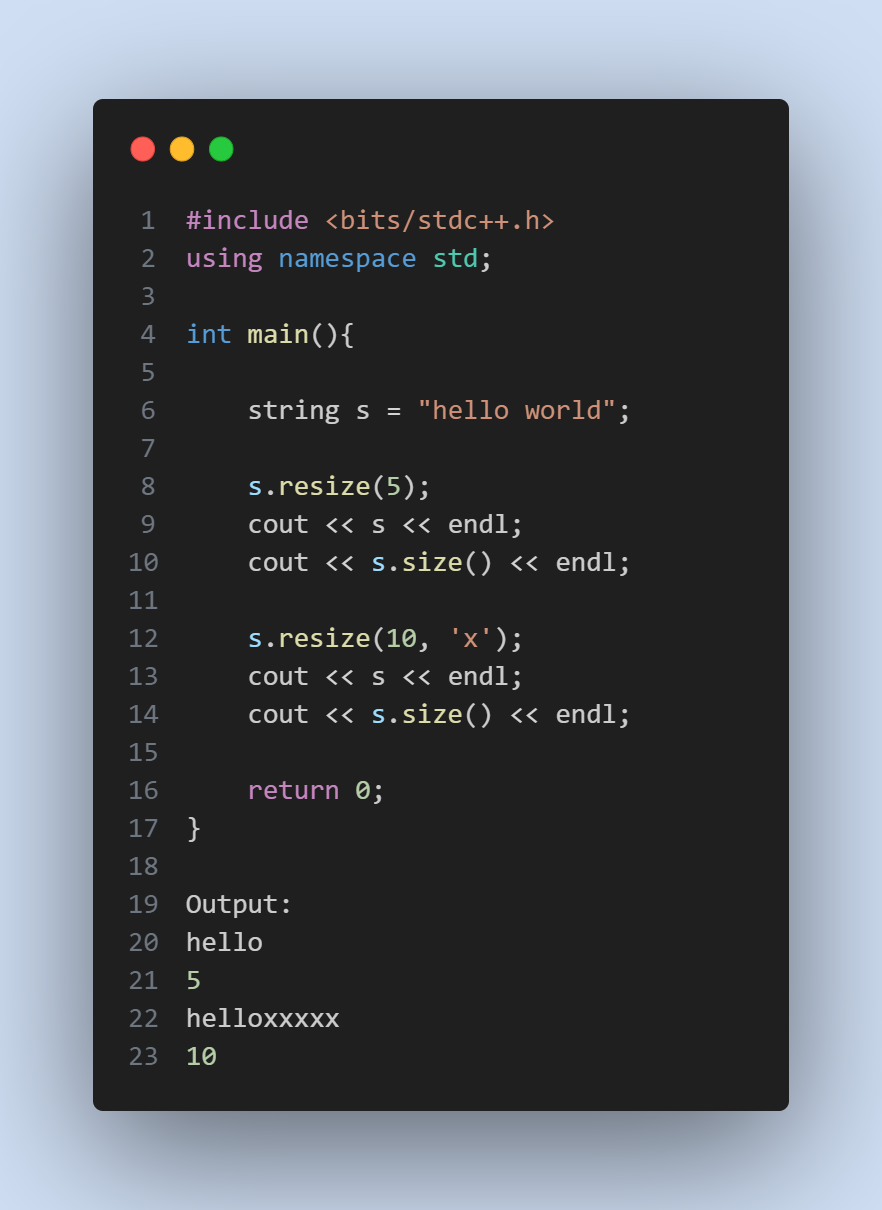 1 #include <bits/stdc++.h>
2 using namespace std;
3
4 int main(){
5
6     string s = "hello world";
7
8     s.resize(5);
9     cout << s << endl;
10     cout << s.size() << endl;
11
12     s.resize(10, 'x');
13     cout << s << endl;
14     cout << s.size() << endl;
15
16     return 0;
17 }
18
19 Output:
20 hello
21 5
22 helloxxxxx
23 10